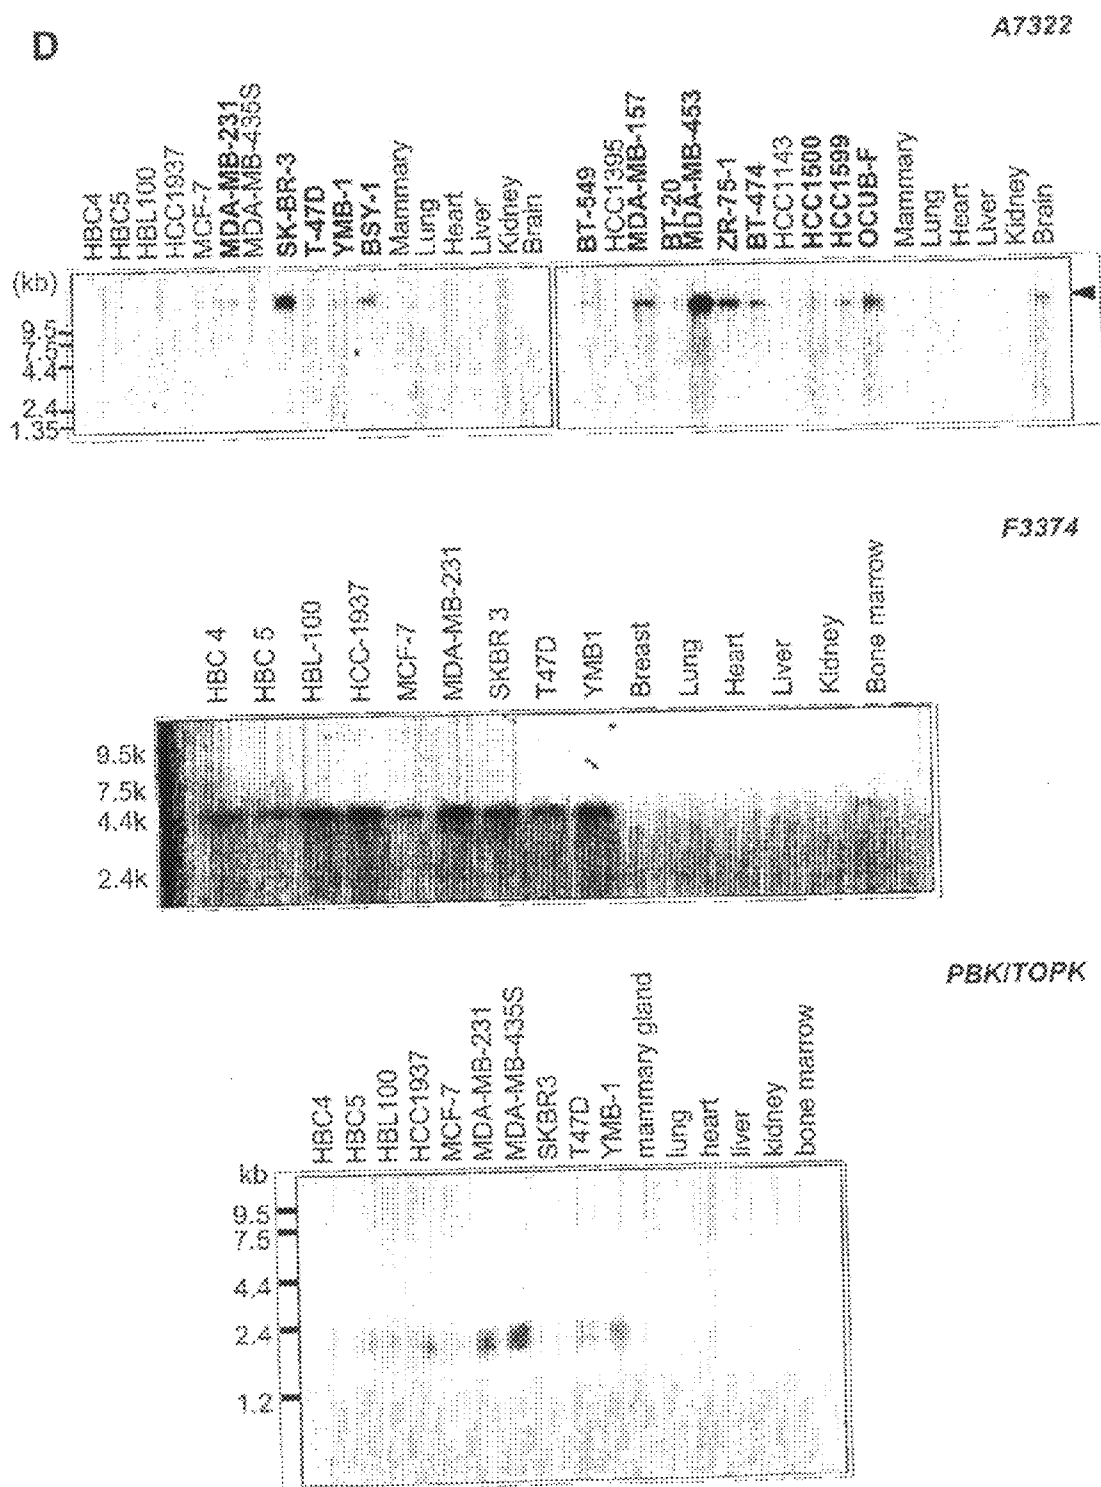 D
A7322
HBC4
HBC5
HBL100
HCC1937
MCF-7
MDA-MB-231
MDA-MB-435S
SK-BR-3
T-47D
YMB-1
BSY-1
Mammary
Lung
Heart
Liver
Kidney
Brain
BT-549
HCC1395
MDA-MB-157
BT-20
MDA-MB-453
ZR-75-1
BT-474
HCC1143
HCC1500
HCC1599
OCUB-F
Mammary
Lung
Heart
Liver
Kidney
Brain
(kb)
9.5
7.5
4.4
2.4
1.35
F3374
HBC 4
HBC 5
HBL-100
HCC-1937
MCF-7
MDA-MB-231
SKBR 3
T47D
YMB1
Breast
Lung
Heart
Liver
Kidney
Bone marrow
9.5k
7.5k
4.4k
2.4k
PBK/TOPK
HBC4
HBC5
HBL100
HCC1937
MCF-7
MDA-MB-231
MDA-MB-435S
SKBR3
T47D
YMB-1
mammary gland
lung
heart
liver
kidney
bone marrow
kb
9.5
7.5
4.4
2.4
1.2